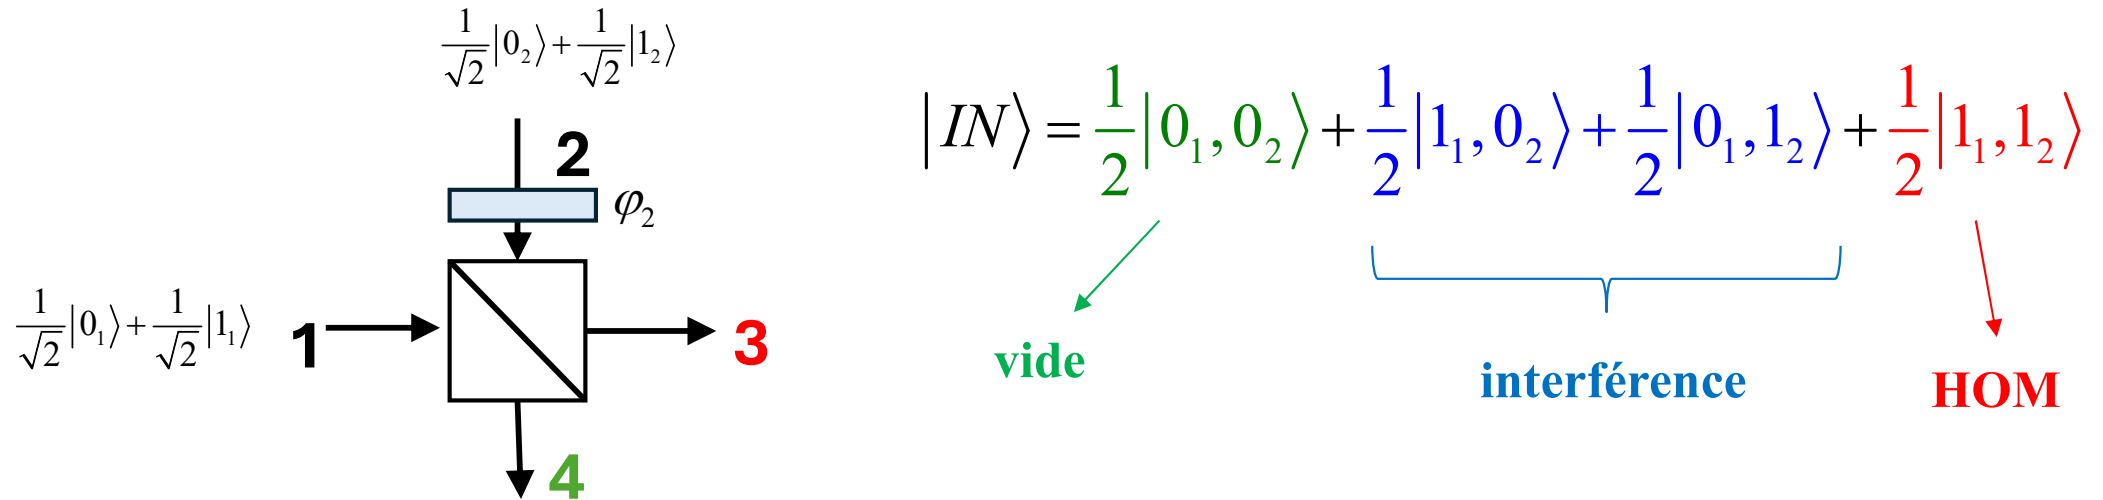 1/√2 |0₂⟩ + 1/√2 |1₂⟩
|IN⟩ = 1/2 |0₁, 0₂⟩ + 1/2 |1₁, 0₂⟩ + 1/2 |0₁, 1₂⟩ + 1/2 |1₁, 1₂⟩
2
φ₂
1/√2 |0₁⟩ + 1/√2 |1₁⟩
1
3
4
vide
interférence
HOM